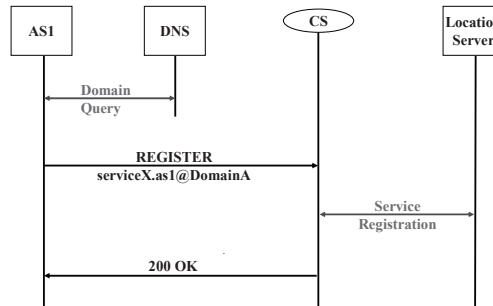 AS1
DNS
CS
Location
Server
Domain
Query
REGISTER
serviceX.as1@DomainA
Service
Registration
200 OK